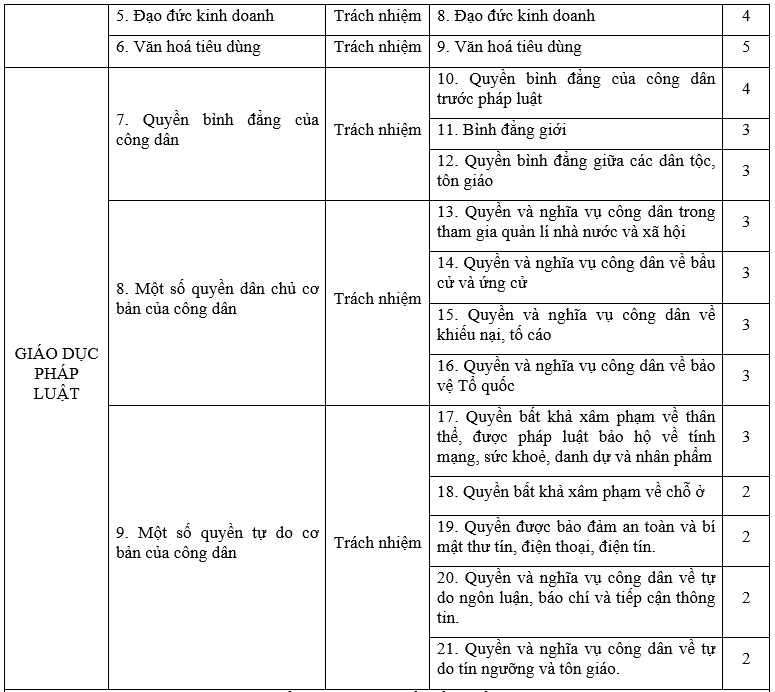 5. Đạo đức kinh doanh
Trách nhiệm
8. Đạo đức kinh doanh
4
6. Văn hoá tiêu dùng
Trách nhiệm
9. Văn hoá tiêu dùng
5
GIÁO DỤC
PHÁP
LUẬT
7. Quyền bình đẳng của
công dân
Trách nhiệm
10. Quyền bình đẳng của công dân
trước pháp luật
4
11. Bình đẳng giới
3
12. Quyền bình đẳng giữa các dân tộc,
tôn giáo
3
8. Một số quyền dân chủ cơ
bản của công dân
Trách nhiệm
13. Quyền và nghĩa vụ công dân trong
tham gia quản lí nhà nước và xã hội
3
14. Quyền và nghĩa vụ công dân về bầu
cử và ứng cử
3
15. Quyền và nghĩa vụ công dân về
khiếu nại, tố cáo
3
16. Quyền và nghĩa vụ công dân về bảo
vệ Tổ quốc
3
9. Một số quyền tự do cơ
bản của công dân
Trách nhiệm
17. Quyền bất khả xâm phạm về thân
thể, được pháp luật bảo hộ về tính
mạng, sức khoẻ, danh dự và nhân phẩm
3
18. Quyền bất khả xâm phạm về chỗ ở
2
19. Quyền được bảo đảm an toàn và bí
mật thư tín, điện thoại, điện tín.
2
20. Quyền và nghĩa vụ công dân về tự
do ngôn luận, báo chí và tiếp cận thông
tin.
2
21. Quyền và nghĩa vụ công dân về tự
do tín ngưỡng và tôn giáo.
2